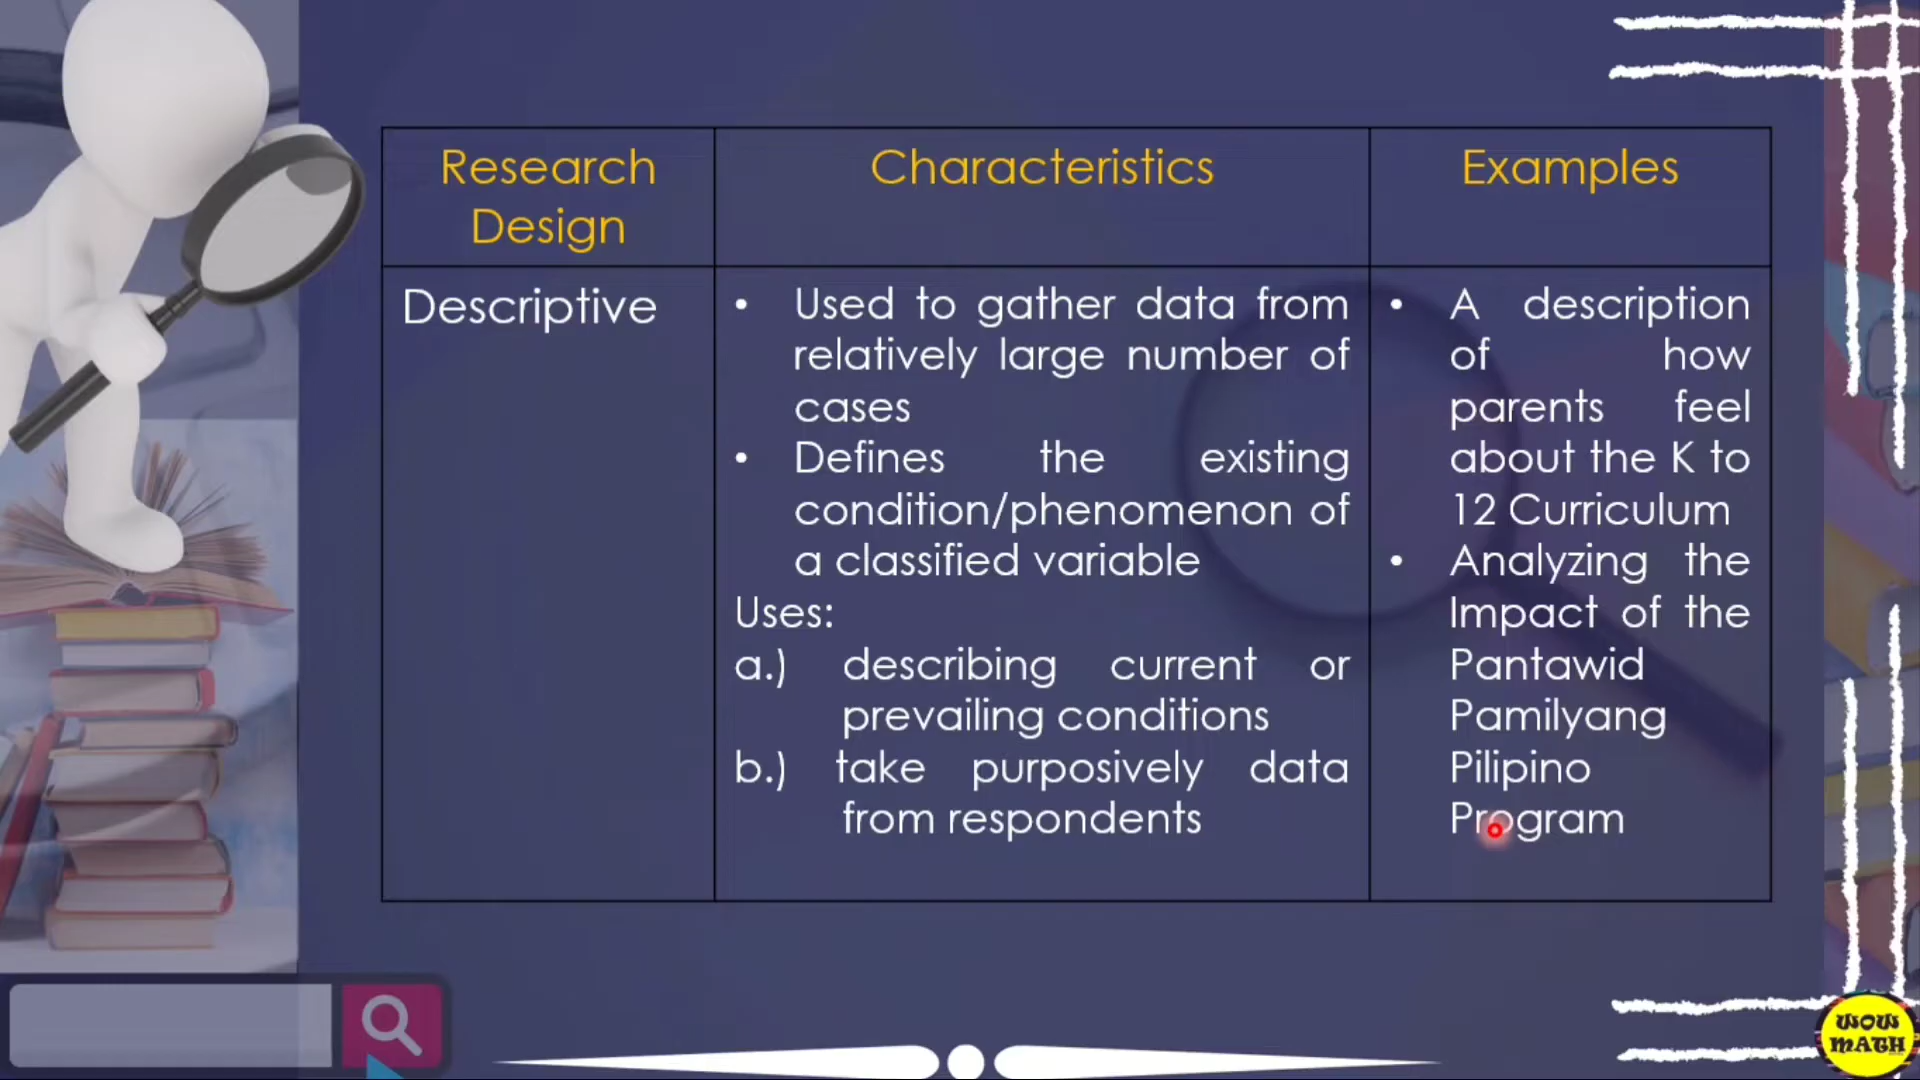 Research
Design
Characteristics
Examples
Descriptive
• Used to gather data from
relatively large number of
cases
• Defines the existing
condition/phenomenon of
a classified variable
Uses:
a.) describing current or
prevailing conditions
b.) take purposively data
from respondents
• A description
of how
parents feel
about the K to
12 Curriculum
• Analyzing the
Impact of the
Pantawid
Pamilyang
Pilipino
Program
WOW
MATH